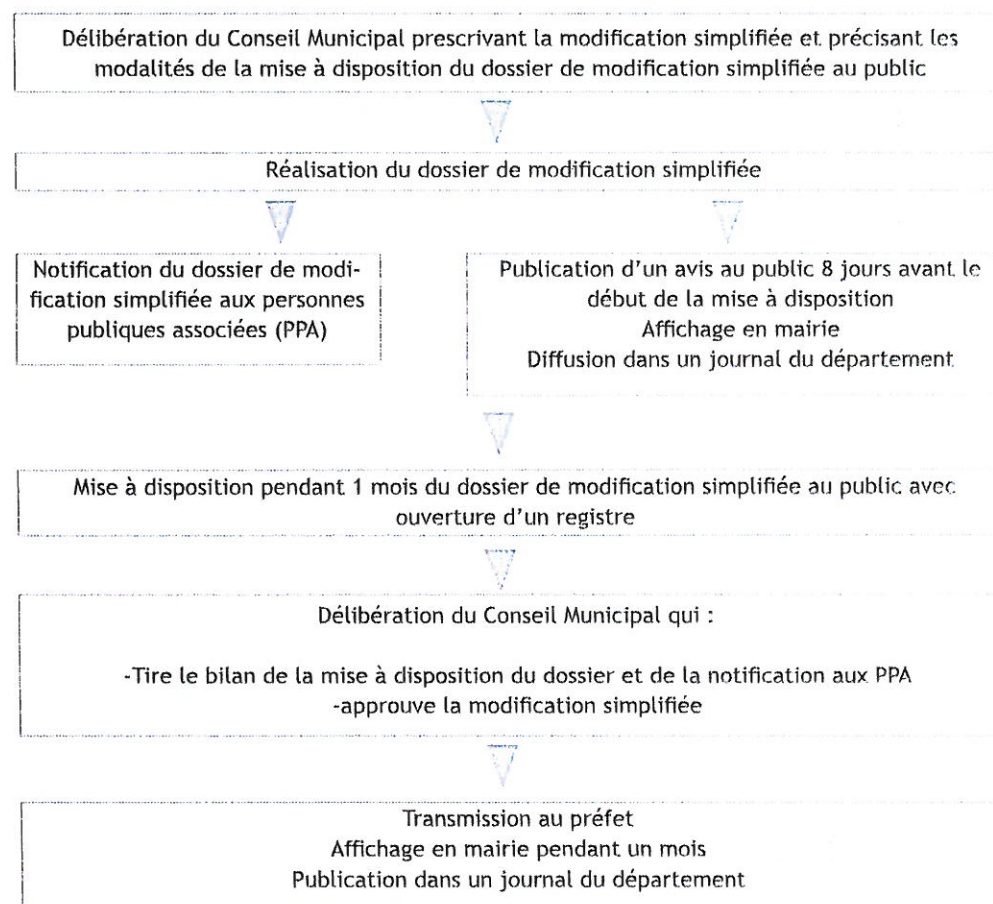 Délibération du Conseil Municipal prescrivant la modification simplifiée et précisant les
modalités de la mise à disposition du dossier de modification simplifiée au public
Réalisation du dossier de modification simplifiée
Notification du dossier de modi-
fication simplifiée aux personnes
publiques associées (PPA)
Publication d'un avis au public 8 jours avant le
début de la mise à disposition
Affichage en mairie
Diffusion dans un journal du département
Mise à disposition pendant 1 mois du dossier de modification simplifiée au public avec
ouverture d'un registre
Délibération du Conseil Municipal qui :
-Tire le bilan de la mise à disposition du dossier et de la notification aux PPA
-approuve la modification simplifiée
Transmission au préfet
Affichage en mairie pendant un mois
Publication dans un journal du département